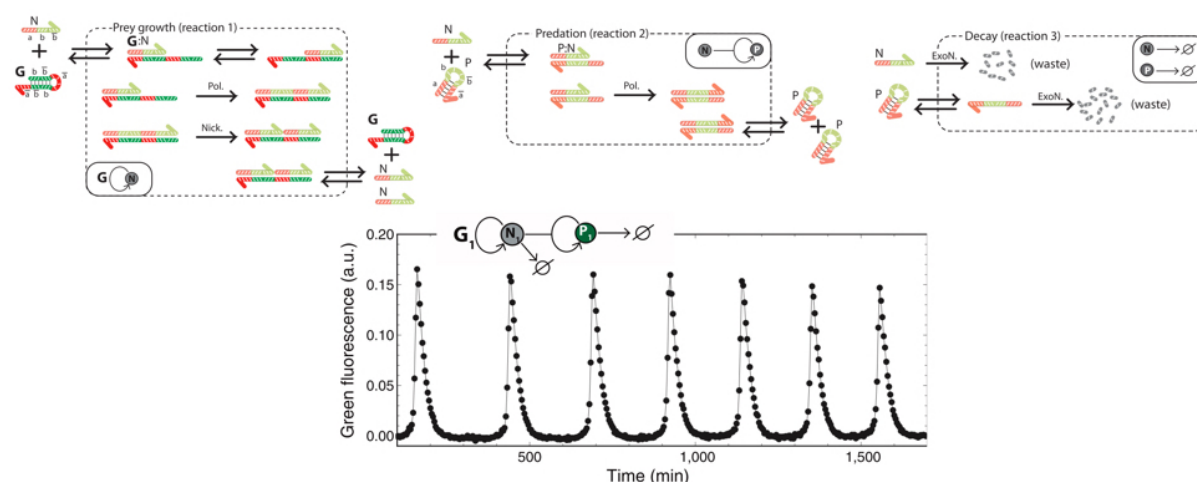 Prey growth (reaction 1)
N
a b b̅
+
G
b b̅
a̅
a̅ b b̅
G:N
Pol.
Nick.
G N
G
+
N
N
Predation (reaction 2)
N
+
P
b
a
b̅
a̅
P:N
N P
Pol.
P
+
P
Decay (reaction 3)
N
ExoN.
(waste)
N
P
P
ExoN.
(waste)
G1 N1 P1
Green fluorescence (a.u.)
0.20
0.15
0.10
0.05
0.00
500 1,000 1,500
Time (min)